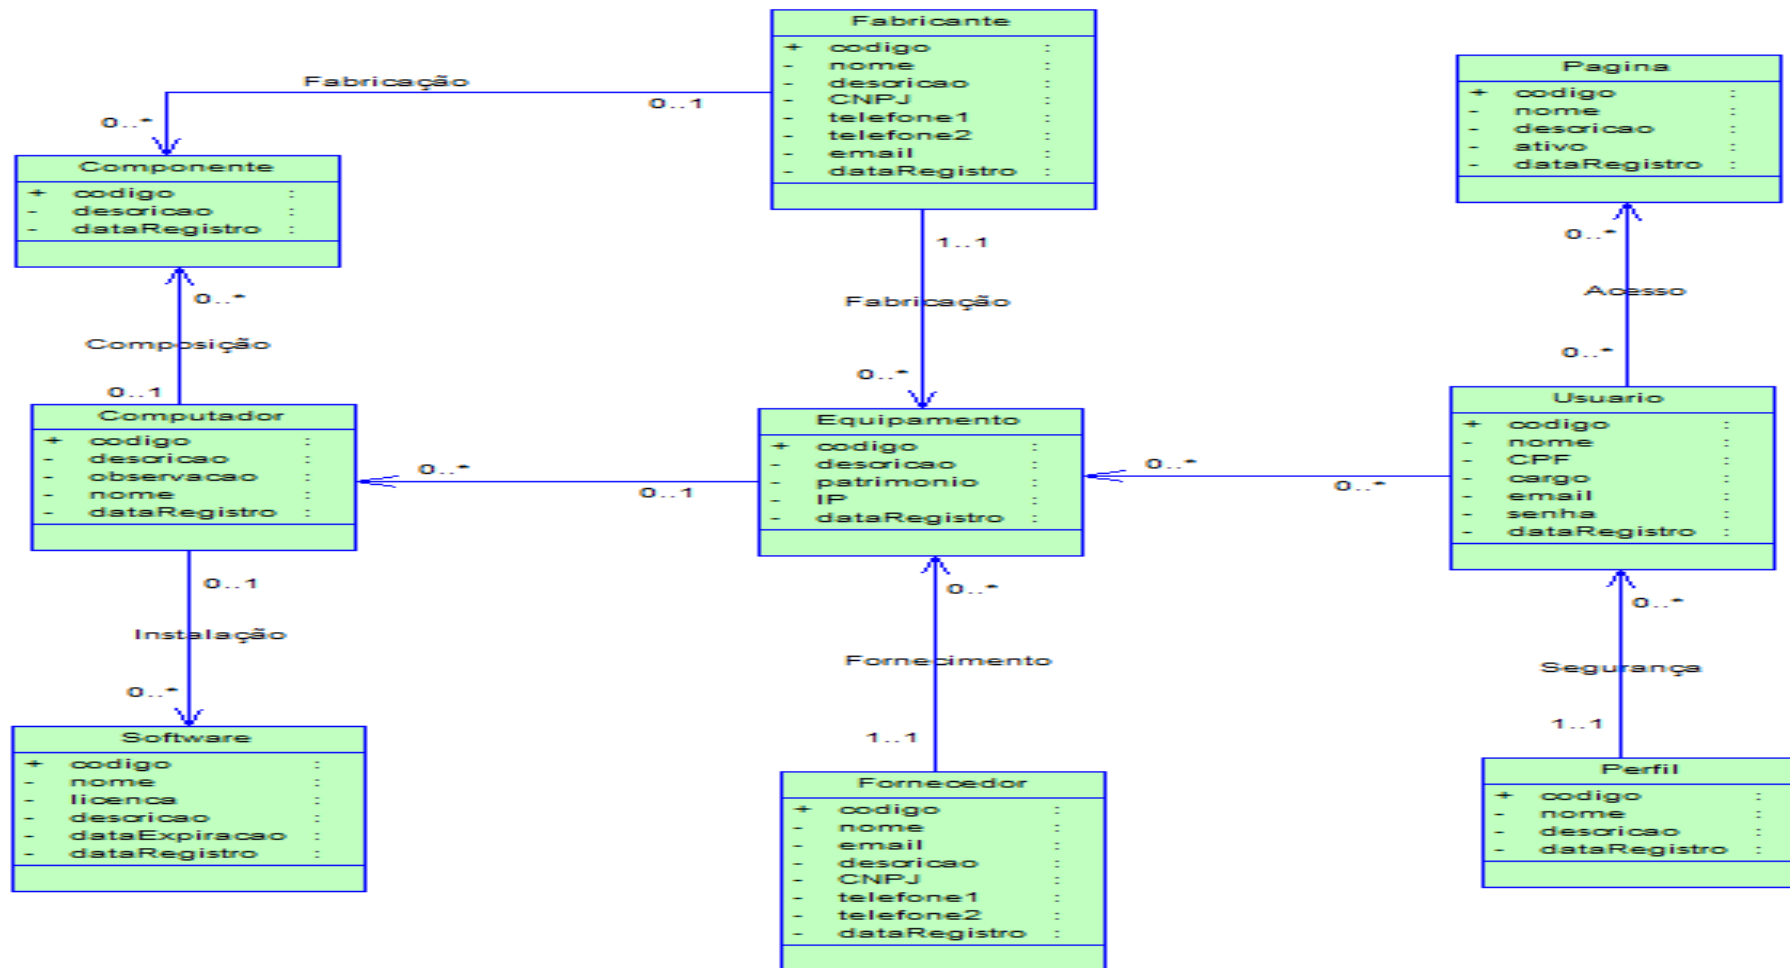 Fabricante
+ codigo :
- nome :
- descricao :
- CNPJ :
- telefone1 :
- telefone2 :
- email :
- dataRegistro :
Fabricação
0..1
0..*
Componente
+ codigo :
- descricao :
- dataRegistro :
1..1
Fabricação
0..*
Pagina
+ codigo :
- nome :
- descricao :
- ativo :
- dataRegistro :
0..*
Acesso
0..*
0..*
Composição
0..1
Computador
+ codigo :
- descricao :
- observacao :
- nome :
- dataRegistro :
0..*
0..1
Equipamento
+ codigo :
- descricao :
- patrimonio :
- IP :
- dataRegistro :
0..*
0..*
Usuario
+ codigo :
- nome :
- CPF :
- cargo :
- email :
- senha :
- dataRegistro :
0..1
Instalação
0..*
Software
+ codigo :
- nome :
- licenca :
- descricao :
- dataExpiracao :
- dataRegistro :
0..*
Fornecimento
1..1
Fornecedor
+ codigo :
- nome :
- email :
- descricao :
- CNPJ :
- telefone1 :
- telefone2 :
- dataRegistro :
0..*
Segurança
1..1
Perfil
+ codigo :
- nome :
- descricao :
- dataRegistro :